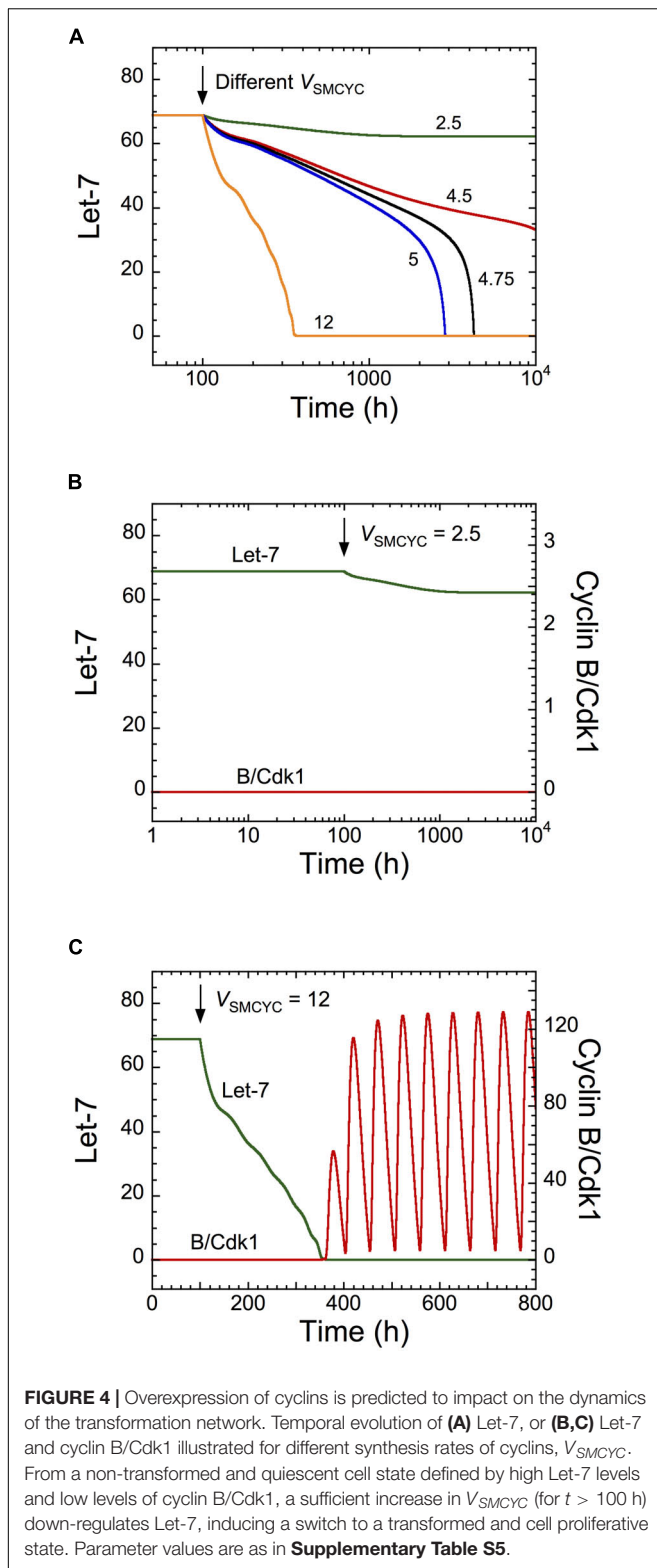 A
Different VSMCYC
80
60
40
20
0
Let-7
2.5
4.5
4.75
5
12
100
1000
10⁴
Time (h)
B
VSMCYC = 2.5
Let-7
B/Cdk1
80
60
40
20
0
Let-7
3
2
1
0
Cyclin B/Cdk1
1
10
100
1000
10⁴
Time (h)
C
VSMCYC = 12
Let-7
B/Cdk1
80
60
40
20
0
Let-7
120
80
40
0
Cyclin B/Cdk1
0
200
400
600
800
Time (h)
FIGURE 4 | Overexpression of cyclins is predicted to impact on the dynamics
of the transformation network. Temporal evolution of (A) Let-7, or (B,C) Let-7
and cyclin B/Cdk1 illustrated for different synthesis rates of cyclins, VSMCYC.
From a non-transformed and quiescent cell state defined by high Let-7 levels
and low levels of cyclin B/Cdk1, a sufficient increase in VSMCYC (for t > 100 h)
down-regulates Let-7, inducing a switch to a transformed and cell proliferative
state. Parameter values are as in Supplementary Table S5.